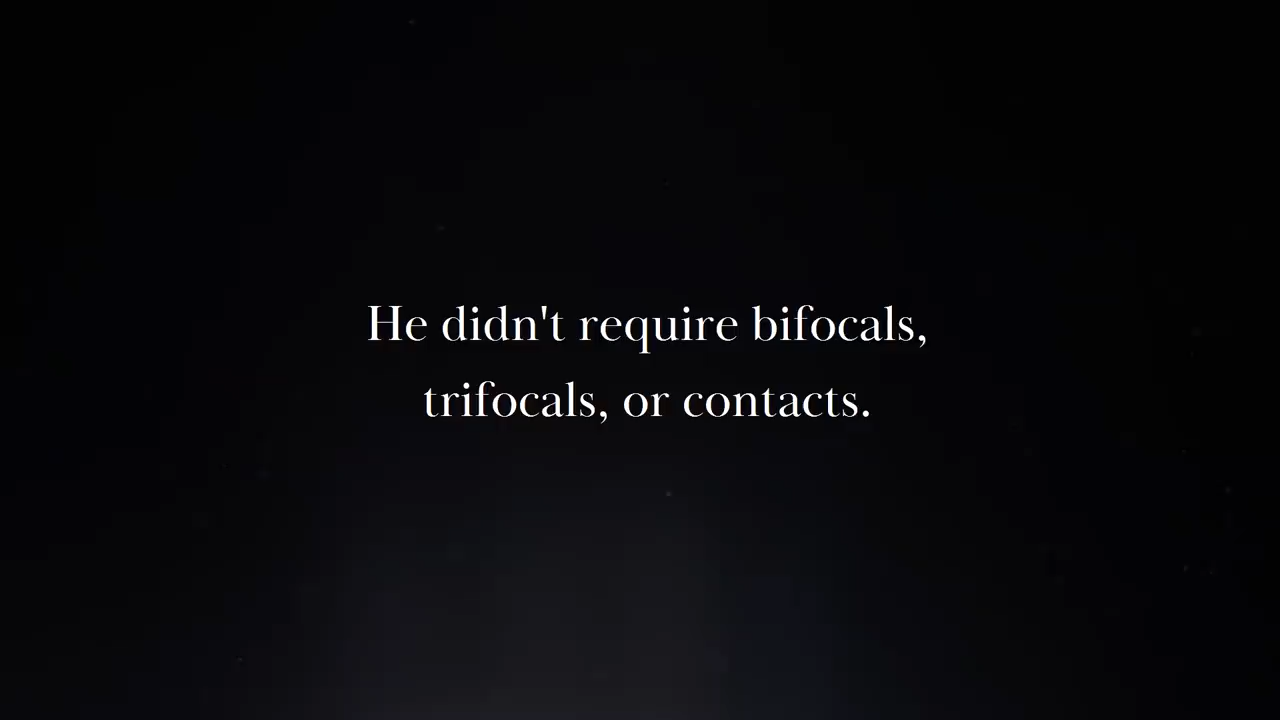 He didn't require bifocals,
trifocals, or contacts.